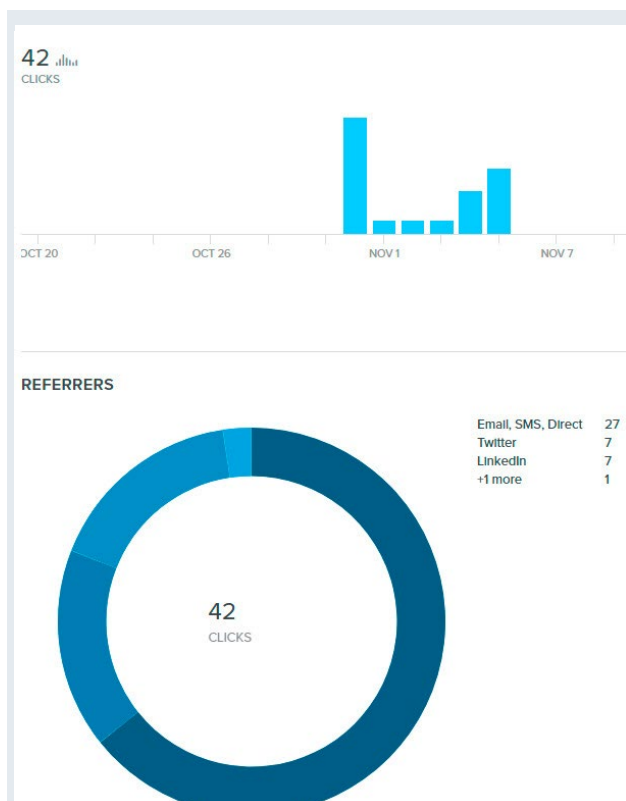 42
CLICKS
OCT 20 OCT 26 NOV 1 NOV 7
REFERRERS
Email, SMS, Direct 27
Twitter 7
LinkedIn 7
+1 more 1
42
CLICKS